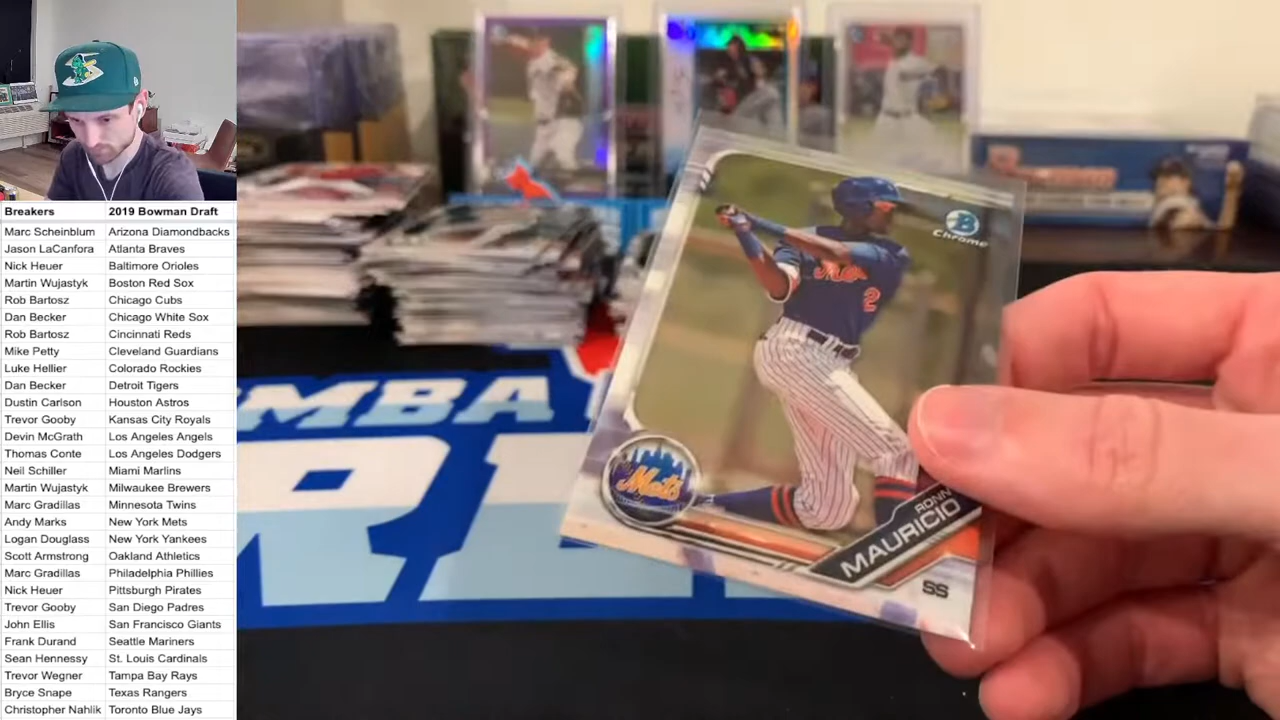 Breakers 2019 Bowman Draft
Marc Scheinblum Arizona Diamondbacks
Jason LaCanfora Atlanta Braves
Nick Heuer Baltimore Orioles
Martin Wujastyk Boston Red Sox
Rob Bartosz Chicago Cubs
Dan Becker Chicago White Sox
Rob Bartosz Cincinnati Reds
Mike Petty Cleveland Guardians
Luke Hellier Colorado Rockies
Dan Becker Detroit Tigers
Dustin Carlson Houston Astros
Trevor Gooby Kansas City Royals
Devin McGrath Los Angeles Angels
Thomas Conte Los Angeles Dodgers
Neil Schiller Miami Marlins
Martin Wujastyk Milwaukee Brewers
Marc Gradillas Minnesota Twins
Andy Marks New York Mets
Logan Douglass New York Yankees
Scott Armstrong Oakland Athletics
Marc Gradillas Philadelphia Phillies
Nick Heuer Pittsburgh Pirates
Trevor Gooby San Diego Padres
John Ellis San Francisco Giants
Frank Durand Seattle Mariners
Sean Hennessy St. Louis Cardinals
Trevor Wegner Tampa Bay Rays
Bryce Snape Texas Rangers
Christopher Nahlik Toronto Blue Jays
B
Chrome
Mets
2
Mets
RONNY
MAURICIO
SS
MBA